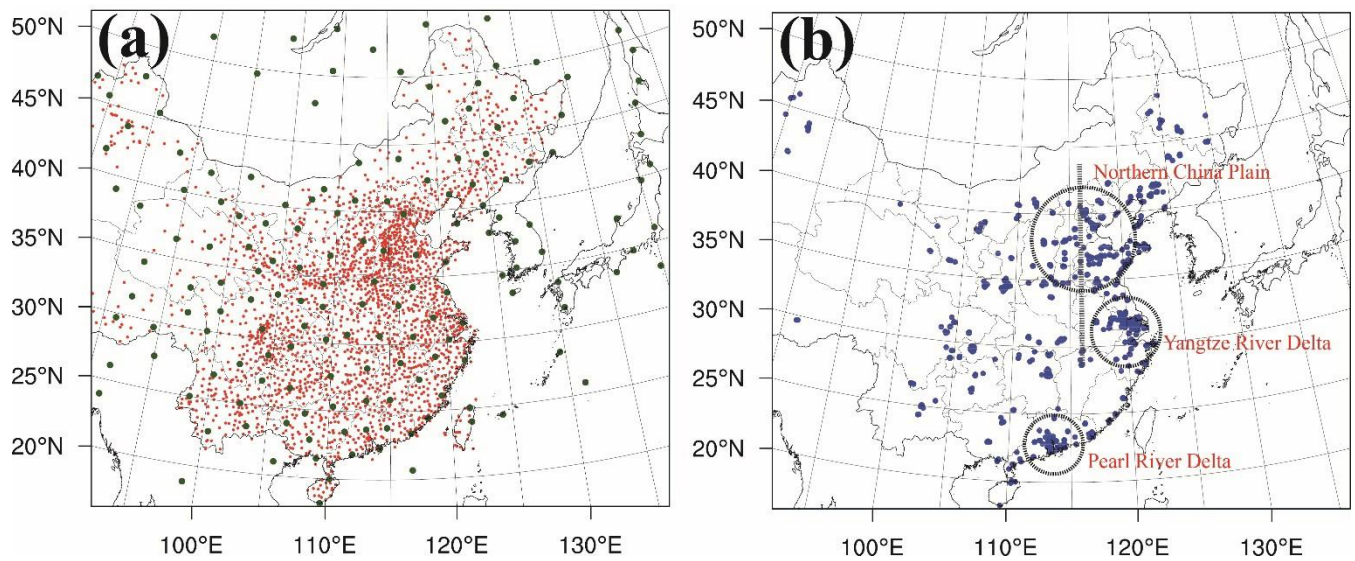 (a)
50°N
45°N
40°N
35°N
30°N
25°N
20°N
100°E 110°E 120°E 130°E
(b)
50°N
45°N
40°N
35°N
30°N
25°N
20°N
Northern China Plain
Yangtze River Delta
Pearl River Delta
100°E 110°E 120°E 130°E